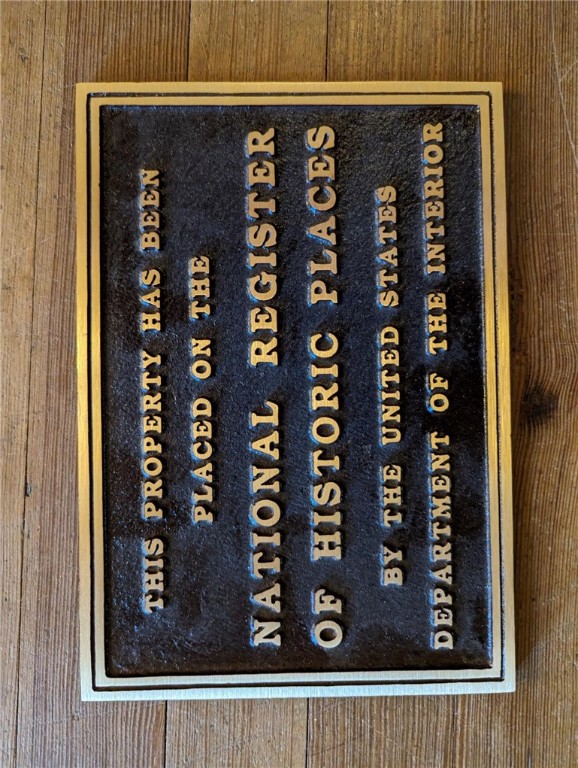 THIS PROPERTY HAS BEEN
PLACED ON THE
NATIONAL REGISTER
OF HISTORIC PLACES
BY THE UNITED STATES
DEPARTMENT OF THE INTERIOR